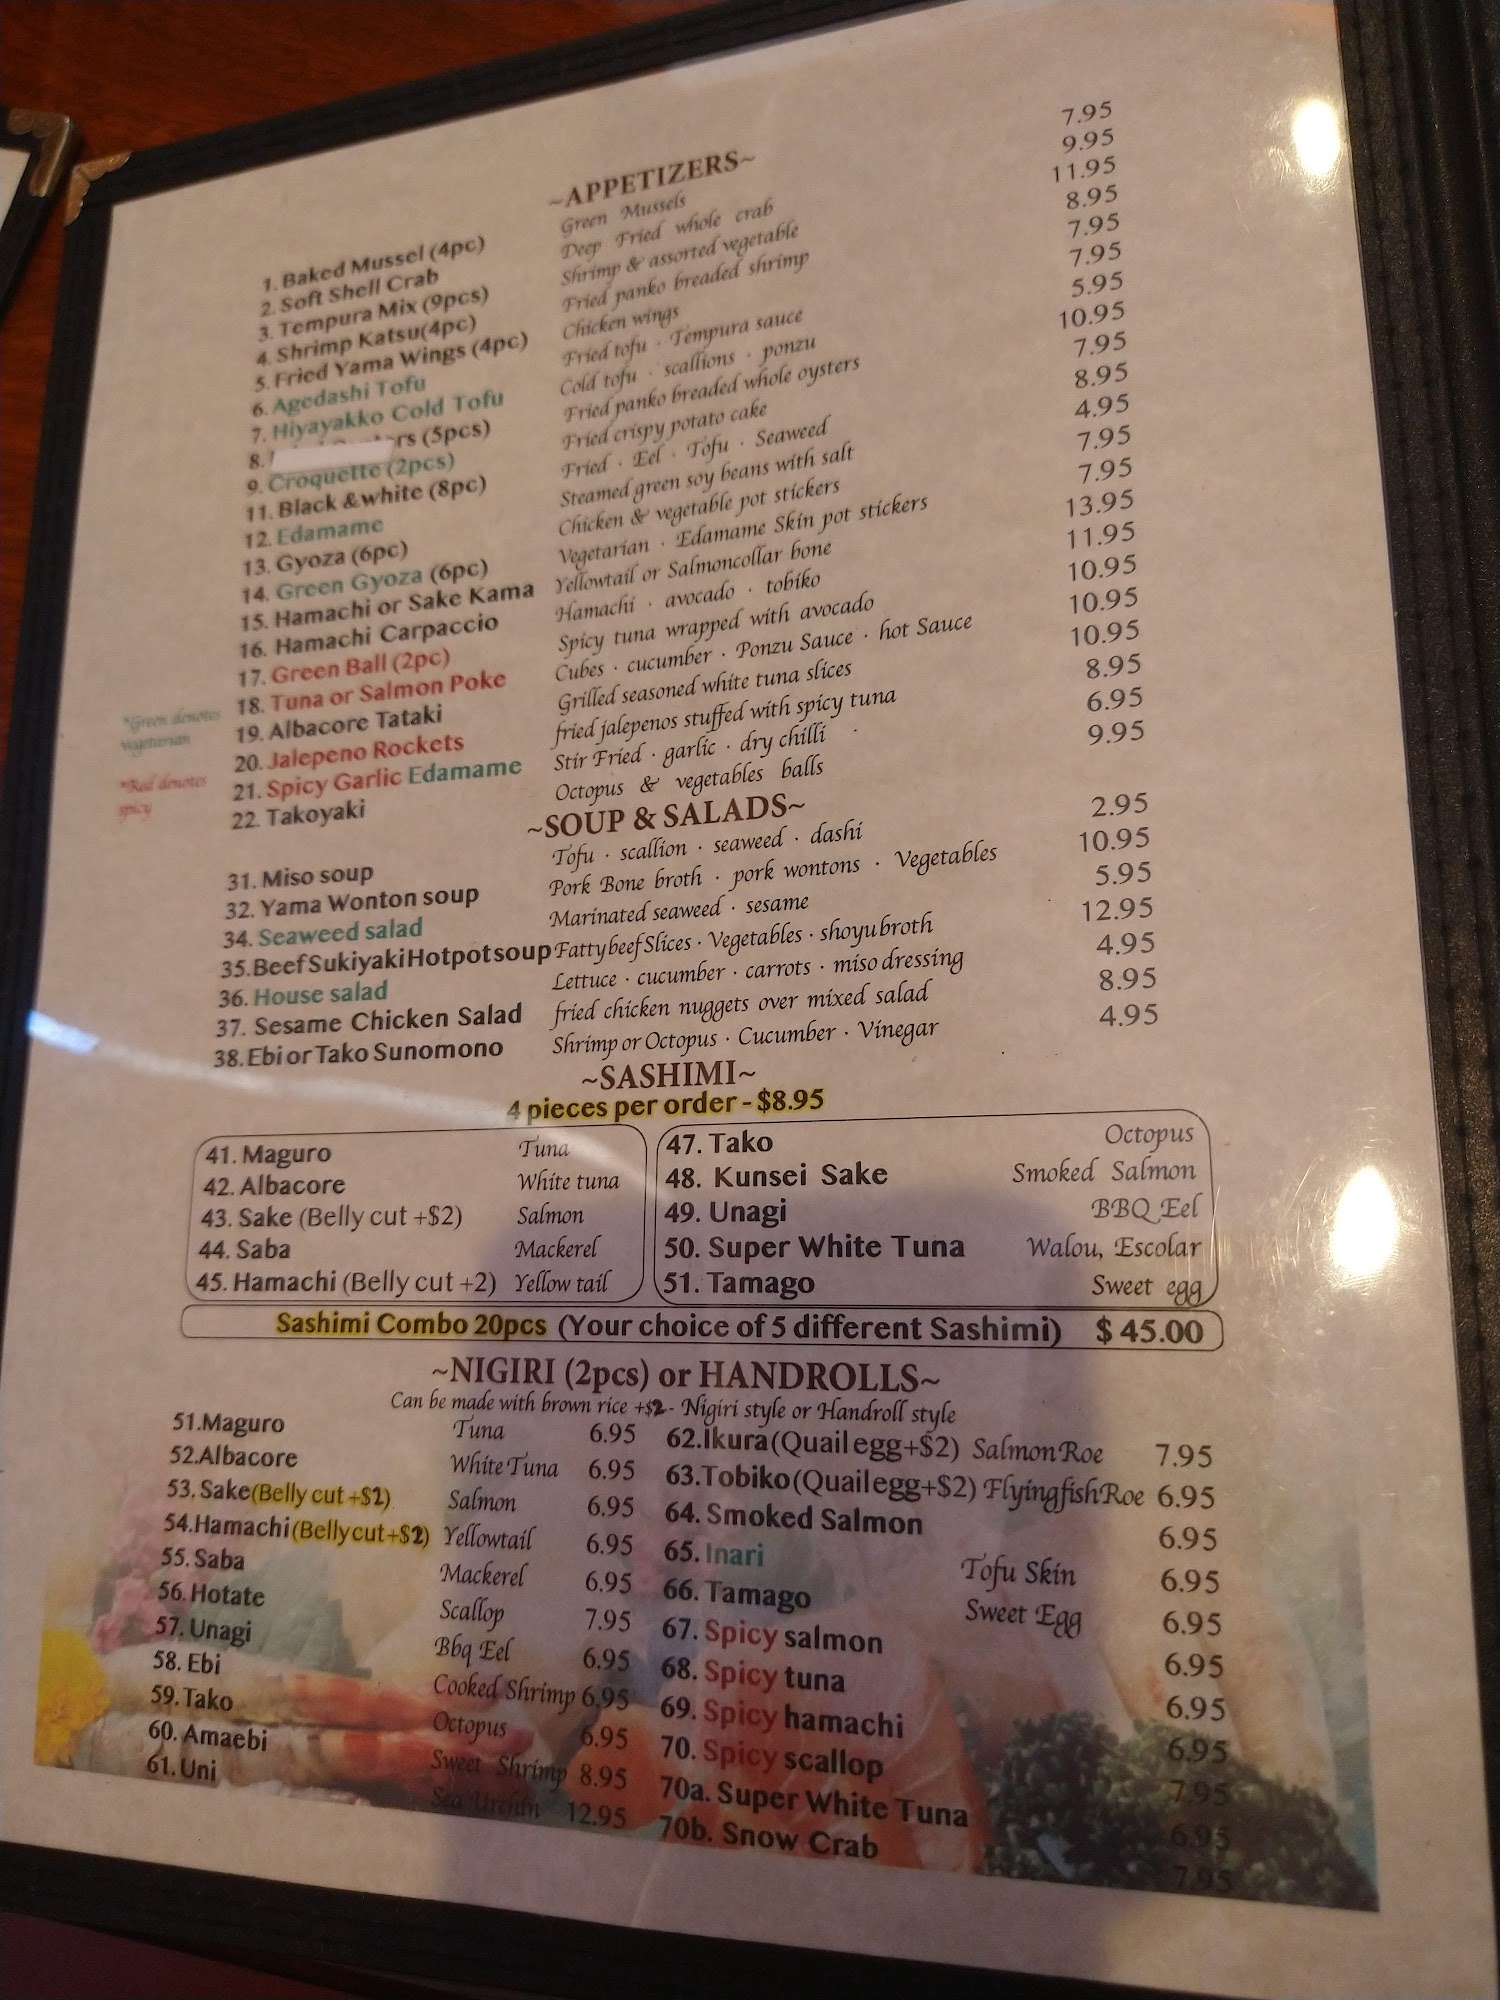 ~APPETIZERS~
1. Baked Mussel (4pc) Green Mussels 7.95
2. Soft Shell Crab Deep Fried whole crab 9.95
3. Tempura Mix (9pcs) Shrimp & assorted vegetable 11.95
4. Shrimp Katsu(4pc) Fried panko breaded shrimp 8.95
5. Fried Yama Wings (4pc) Chicken wings 7.95
6. Agedashi Tofu Fried tofu · Tempura sauce 7.95
7. Hiyayakko Cold Tofu Cold tofu · scallions · ponzu 5.95
8. (5pcs) Fried panko breaded whole oysters 10.95
9. Croquette (2pcs) Fried crispy potato cake 7.95
11. Black & white (8pc) Fried · Eel · Tofu · Seaweed 8.95
12. Edamame Steamed green soy beans with salt 4.95
13. Gyoza (6pc) Chicken & vegetable pot stickers 7.95
14. Green Gyoza (6pc) Vegetarian · Edamame Skin pot stickers 7.95
15. Hamachi or Sake Kama Yellowtail or Salmoncollar bone 13.95
16. Hamachi Carpaccio Hamachi · avocado · tobiko 11.95
17. Green Ball (2pc) Spicy tuna wrapped with avocado 10.95
18. Tuna or Salmon Poke Cubes · cucumber · Ponzu Sauce · hot Sauce 10.95
19. Albacore Tataki Grilled seasoned white tuna slices 10.95
20. Jalepeno Rockets fried jalepenos stuffed with spicy tuna 8.95
21. Spicy Garlic Edamame Stir Fried · garlic · dry chilli 6.95
22. Takoyaki Octopus & vegetables balls 9.95
*Green denotes
vegetarian
*Red denotes
spicy
~SOUP & SALADS~
31. Miso soup Tofu · scallion · seaweed · dashi 2.95
32. Yama Wonton soup Pork Bone broth · pork wontons · Vegetables 10.95
34. Seaweed salad Marinated seaweed · sesame 5.95
35.BeefSukiyakiHotpotsoup FattybeefSlices · Vegetables · shoyubroth 12.95
36. House salad Lettuce · cucumber · carrots · miso dressing 4.95
37. Sesame Chicken Salad fried chicken nuggets over mixed salad 8.95
38.Ebi or Tako Sunomono Shrimp or Octopus · Cucumber · Vinegar 4.95
~SASHIMI~
4 pieces per order - $8.95
41. Maguro Tuna
42. Albacore White tuna
43. Sake (Belly cut +$2) Salmon
44. Saba Mackerel
45. Hamachi (Belly cut +2) Yellow tail
47. Tako Octopus
48. Kunsei Sake Smoked Salmon
49. Unagi BBQ Eel
50. Super White Tuna Walou, Escolar
51. Tamago Sweet egg
Sashimi Combo 20pcs (Your choice of 5 different Sashimi) $ 45.00
~NIGIRI (2pcs) or HANDROLLS~
Can be made with brown rice +$2 - Nigiri style or Handroll style
51.Maguro Tuna 6.95
52.Albacore White Tuna 6.95
53. Sake(Belly cut +$2) Salmon 6.95
54.Hamachi(Belly cut+$2) Yellowtail 6.95
55. Saba Mackerel 6.95
56. Hotate Scallop 7.95
57. Unagi Bbq Eel 6.95
58. Ebi Cooked Shrimp 6.95
59. Tako Octopus 6.95
60. Amaebi Sweet Shrimp 8.95
61. Uni Sea Urchin 12.95
62.Ikura(Quail egg+$2) SalmonRoe 7.95
63.Tobiko(Quailegg+$2) FlyingfishRoe 6.95
64. Smoked Salmon 6.95
65. Inari Tofu Skin 6.95
66. Tamago Sweet Egg 6.95
67. Spicy salmon 6.95
68. Spicy tuna 6.95
69. Spicy hamachi 6.95
70. Spicy scallop 7.95
70a. Super White Tuna 6.95
70b. Snow Crab 7.95